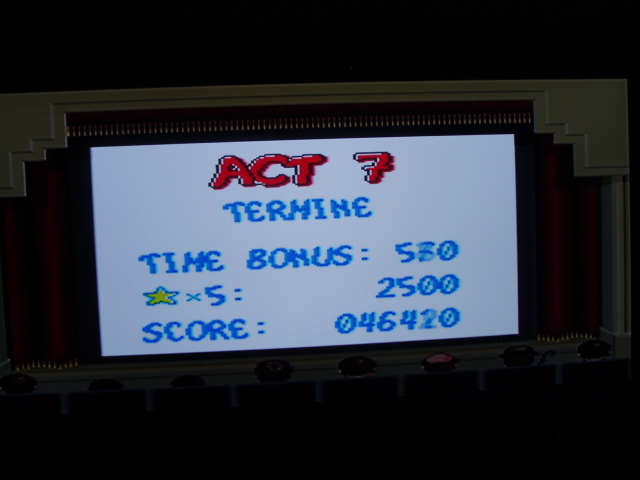 ACT 7
TERMINE
TIME BONUS: 580
×5: 2500
SCORE: 046420